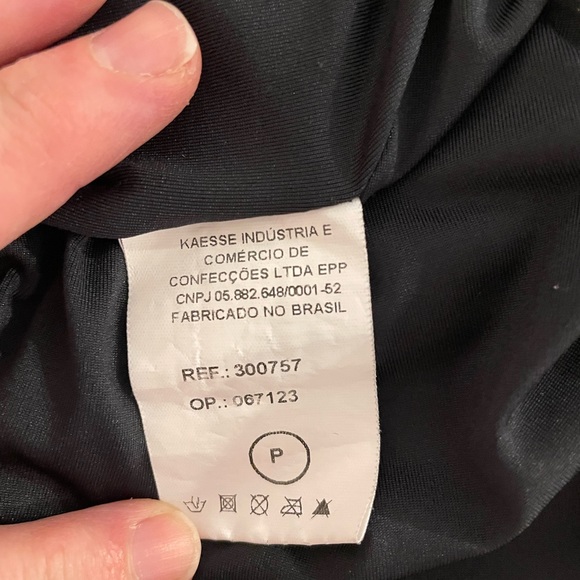 KAESSE INDÚSTRIA E
COMÉRCIO DE
CONFECÇÕES LTDA EPP
CNPJ 05.882.648/0001-52
FABRICADO NO BRASIL
REF.: 300757
OP.: 067123
P